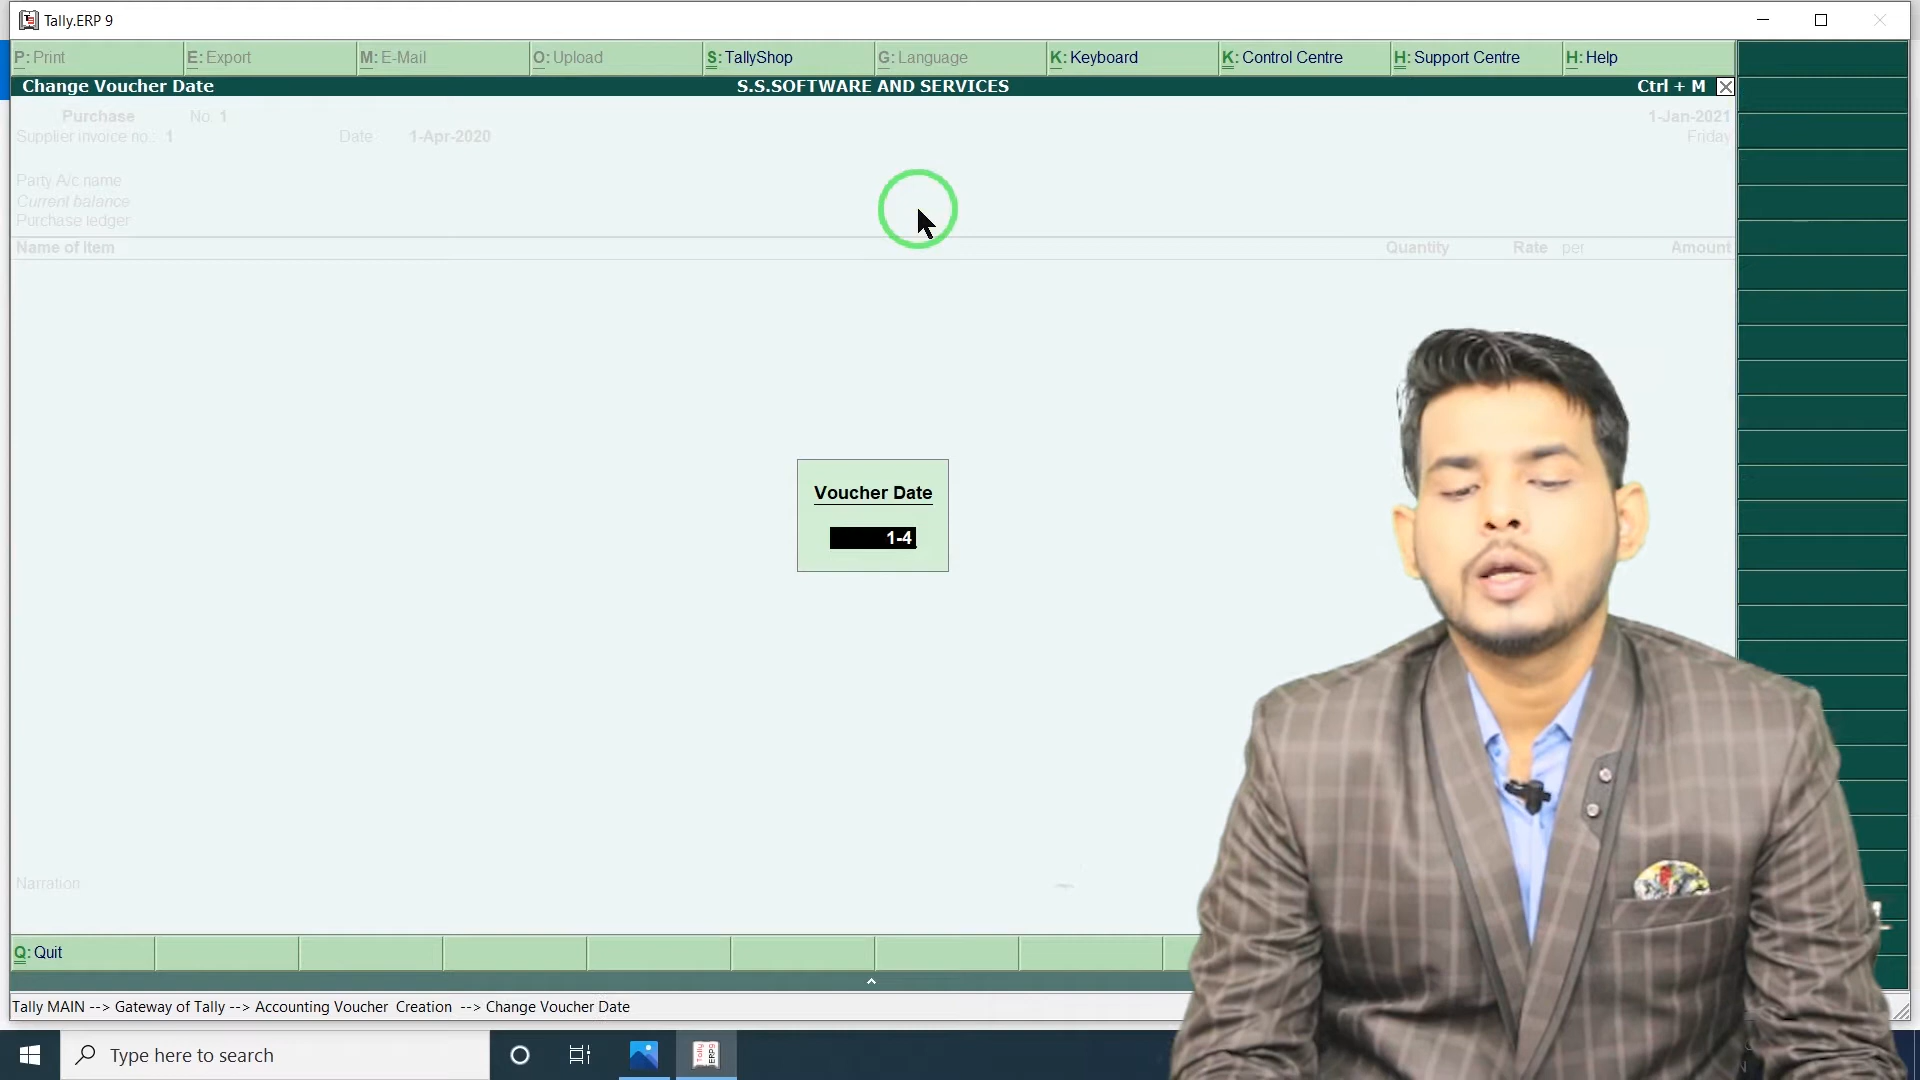 Tally.ERP 9
P: Print E: Export M: E-Mail O: Upload S: TallyShop G: Language K: Keyboard K: Control Centre H: Support Centre H: Help
Change Voucher Date S.S.SOFTWARE AND SERVICES Ctrl + M
Purchase No. 1 1-Jan-2021
Supplier invoice no.: 1 Date 1-Apr-2020 Friday
Party A/c name
Current balance
Purchase ledger
Name of Item Quantity Rate per Amount
Voucher Date
1-4
Narration
Q: Quit
Tally MAIN --> Gateway of Tally --> Accounting Voucher Creation --> Change Voucher Date
Type here to search
Tally
ERP9